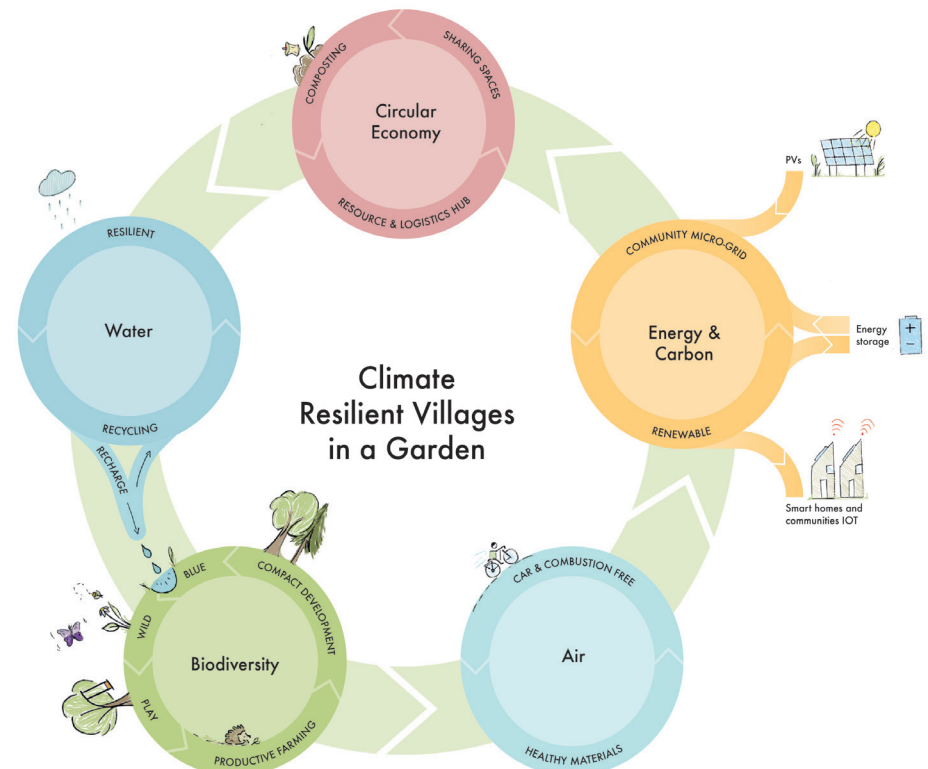 COMPOSTING
SHARING SPACES
Circular
Economy
RESOURCE & LOGISTICS HUB
PVs
RESILIENT
Water
RECYCLING
RECHARGE
COMMUNITY MICRO-GRID
Energy &
Carbon
RENEWABLE
Energy
storage
+
–
Smart homes and
communities IOT
Climate
Resilient Villages
in a Garden
BLUE
COMPACT DEVELOPMENT
WILD
Biodiversity
PLAY
PRODUCTIVE FARMING
CAR & COMBUSTION FREE
Air
HEALTHY MATERIALS